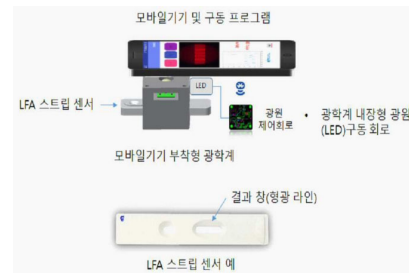 모바일기기 및 구동 프로그램
LED
LFA 스트립 센서
광원
제어회로
• 광학계 내장형 광원
(LED)구동 회로
모바일기기 부착형 광학계
결과 창(형광 라인)
LFA 스트립 센서 예